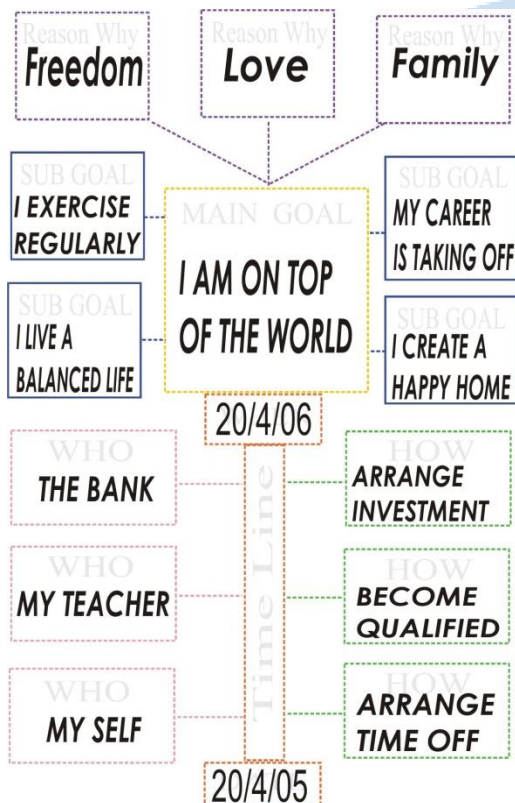 Reason Why
Freedom
Reason Why
Love
Reason Why
Family
SUB GOAL
I EXERCISE
REGULARLY
MAIN GOAL
I AM ON TOP
OF THE WORLD
SUB GOAL
MY CAREER
IS TAKING OFF
SUB GOAL
I LIVE A
BALANCED LIFE
SUB GOAL
I CREATE A
HAPPY HOME
20/4/06
WHO
THE BANK
Time Line
HOW
ARRANGE
INVESTMENT
WHO
MY TEACHER
HOW
BECOME
QUALIFIED
WHO
MY SELF
HOW
ARRANGE
TIME OFF
20/4/05